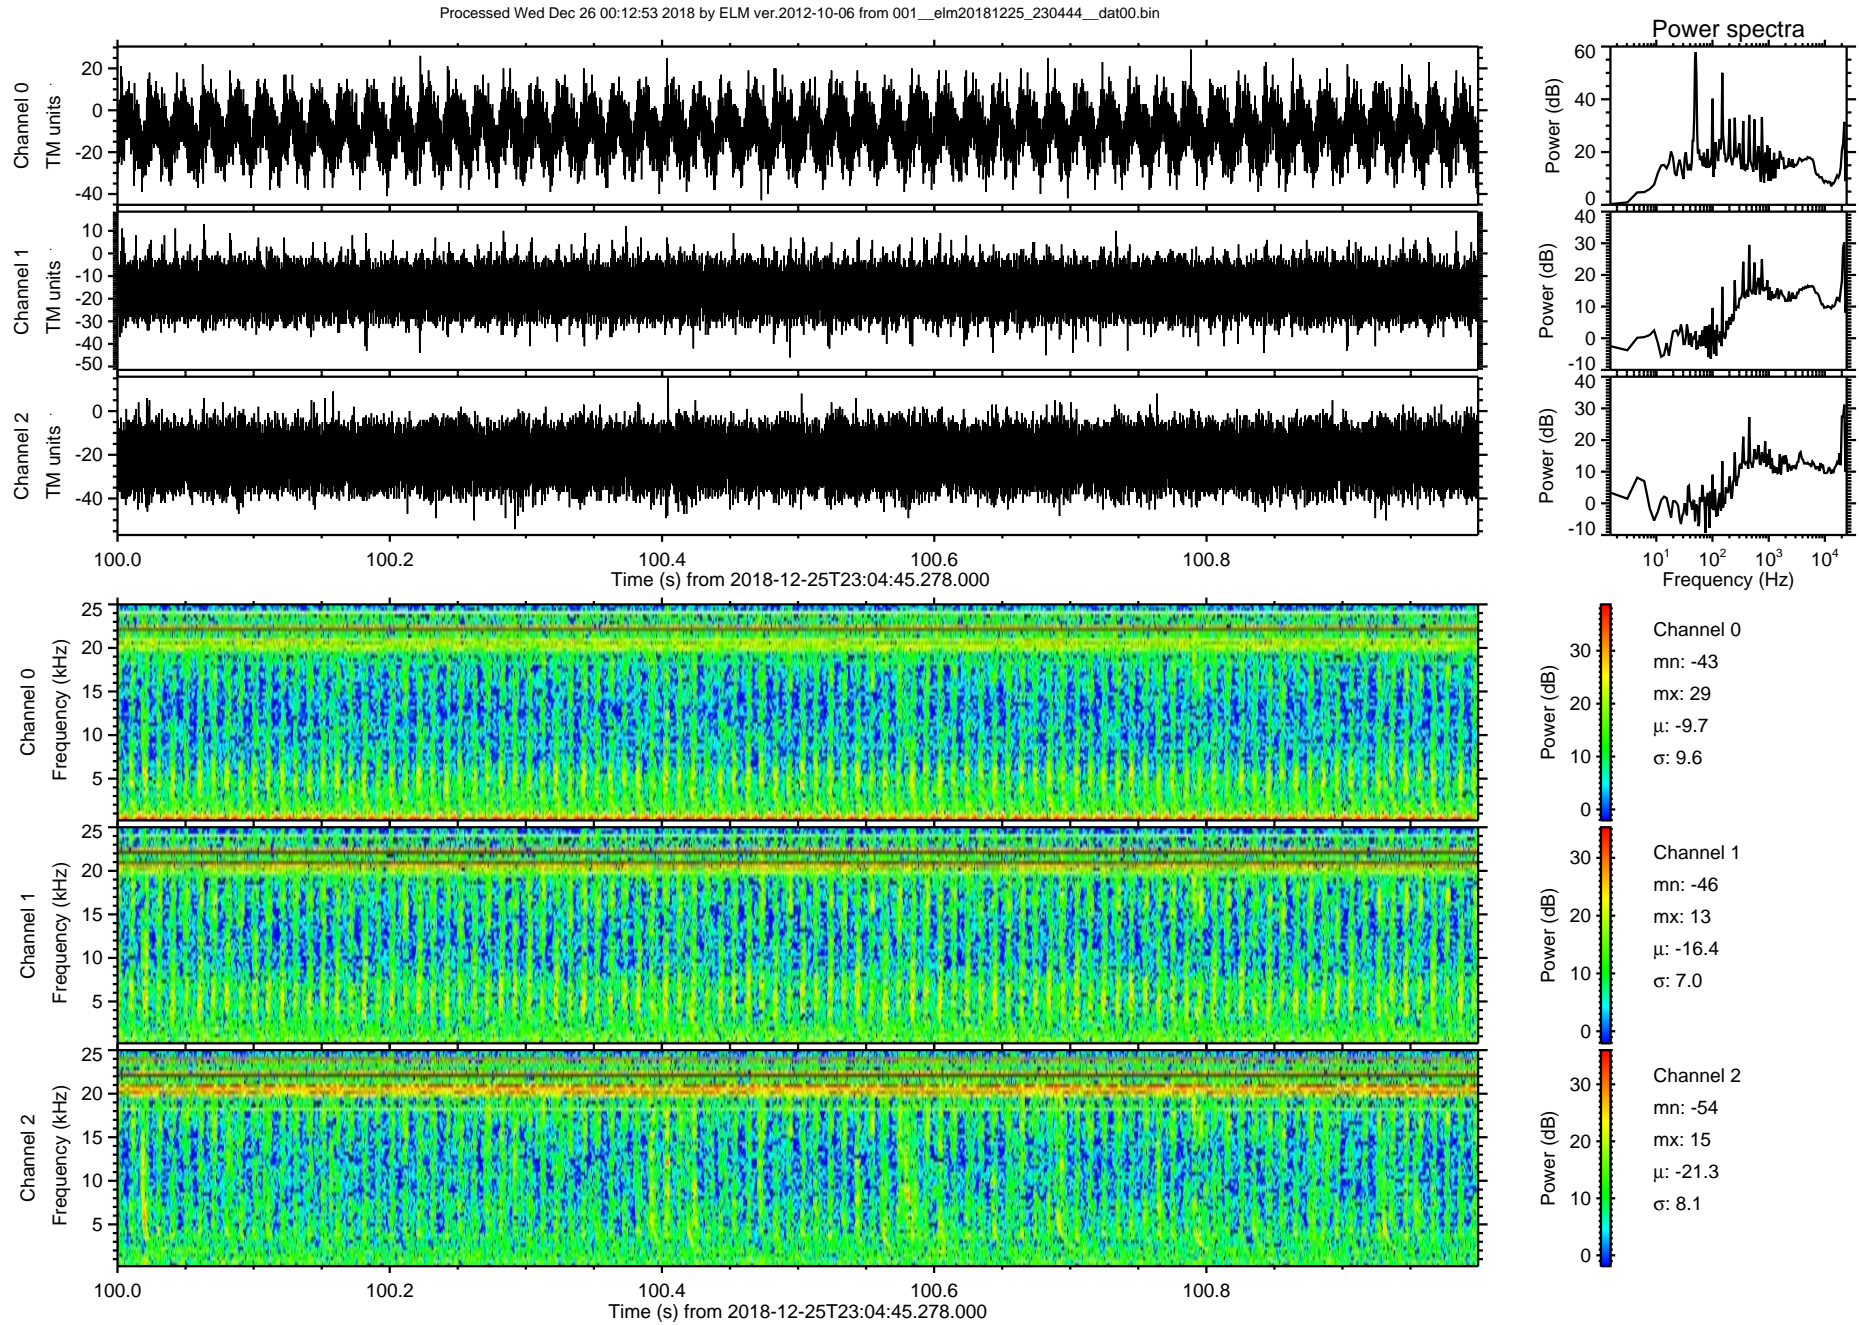 Processed Wed Dec 26 00:12:53 2018 by ELM ver.2012-10-06 from 001__elm20181225_230444__dat00.bin
Power spectra
Channel 0
TM units
20
0
-20
-40
Power (dB)
60
40
20
0
Channel 1
TM units
10
0
-10
-20
-30
-40
-50
Power (dB)
40
30
20
10
0
-10
Channel 2
TM units
0
-20
-40
Power (dB)
40
30
20
10
0
-10
100.0 100.2 100.4 100.6 100.8
Time (s) from 2018-12-25T23:04:45.278.000
10^1 10^2 10^3 10^4
Frequency (Hz)
Channel 0
Frequency (kHz)
25
20
15
10
5
Power (dB)
30
20
10
0
Channel 0
mn: -43
mx: 29
μ: -9.7
σ: 9.6
Channel 1
Frequency (kHz)
25
20
15
10
5
Power (dB)
30
20
10
0
Channel 1
mn: -46
mx: 13
μ: -16.4
σ: 7.0
Channel 2
Frequency (kHz)
25
20
15
10
5
Power (dB)
30
20
10
0
Channel 2
mn: -54
mx: 15
μ: -21.3
σ: 8.1
100.0 100.2 100.4 100.6 100.8
Time (s) from 2018-12-25T23:04:45.278.000